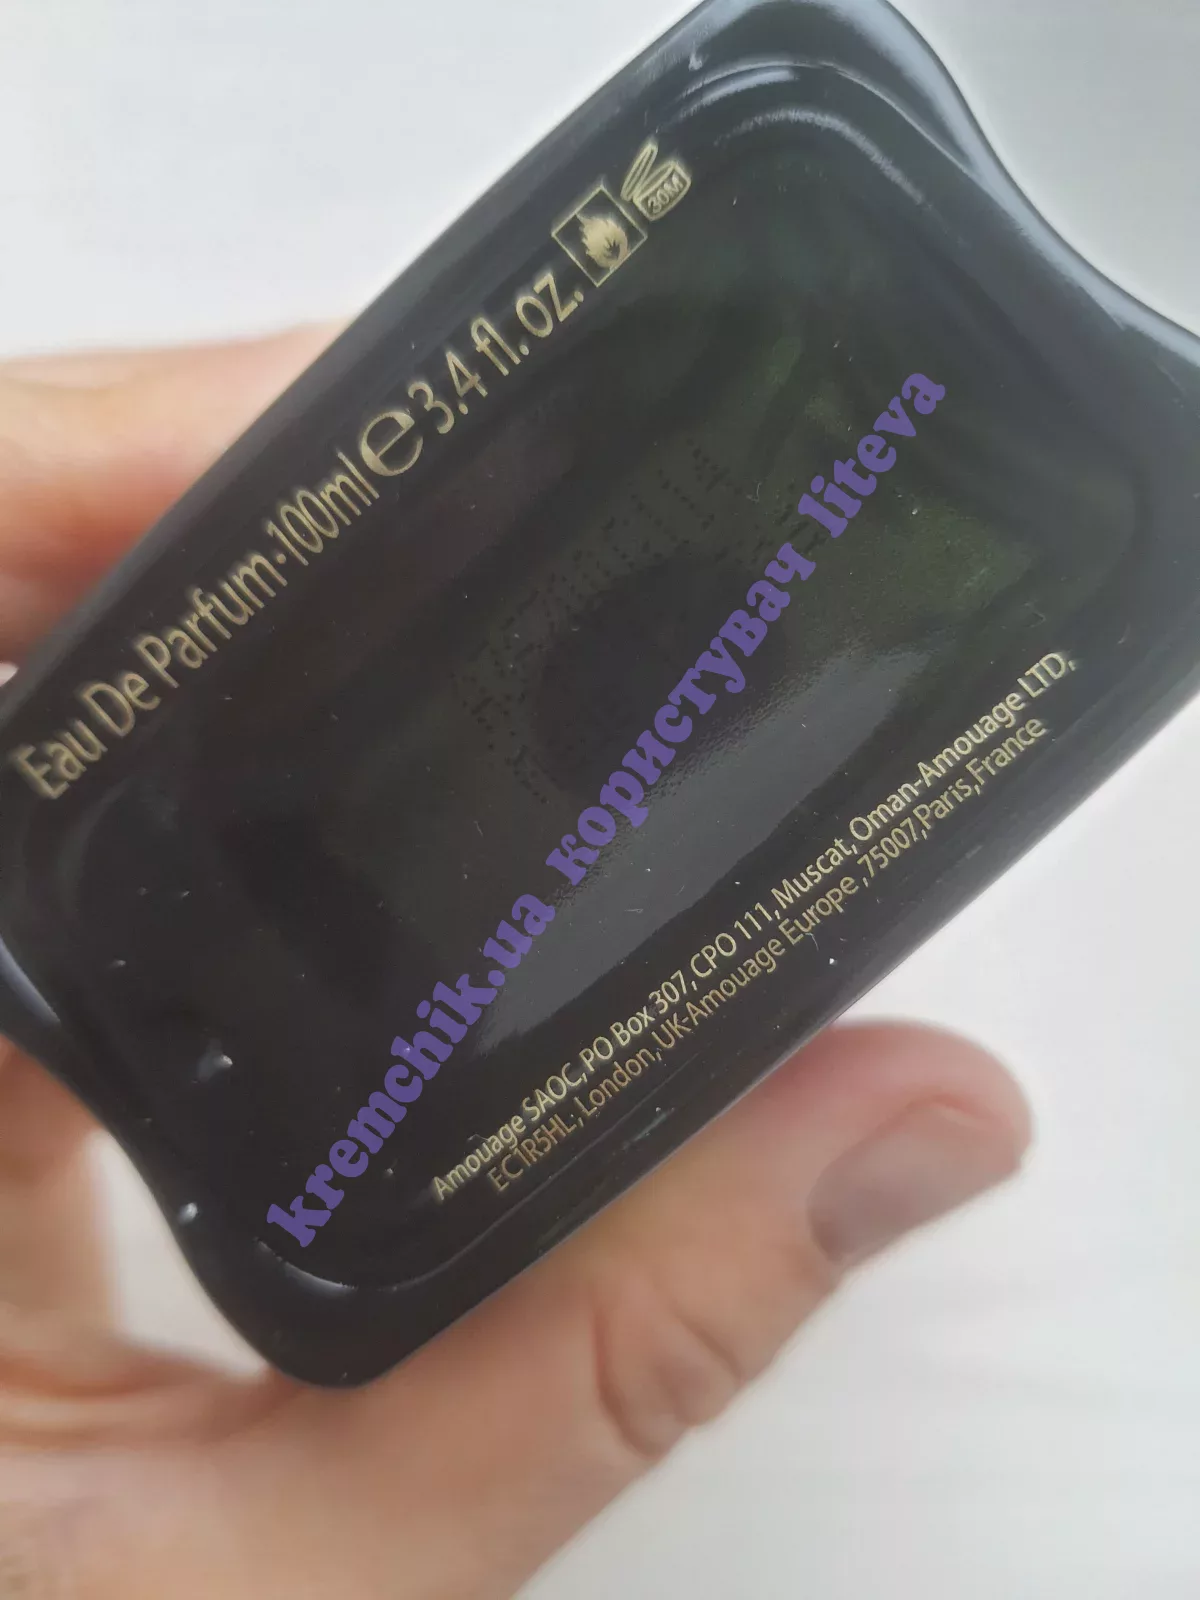 Eau De Parfum·100ml ℮ 3.4 fl. oz.
30M
kremchik.ua користувач liteva
Amouage SAOC, PO Box 307, CPO 111, Muscat, Oman-Amouage LTD,
EC1R5HL; London, UK-Amouage Europe ,75007,Paris,France